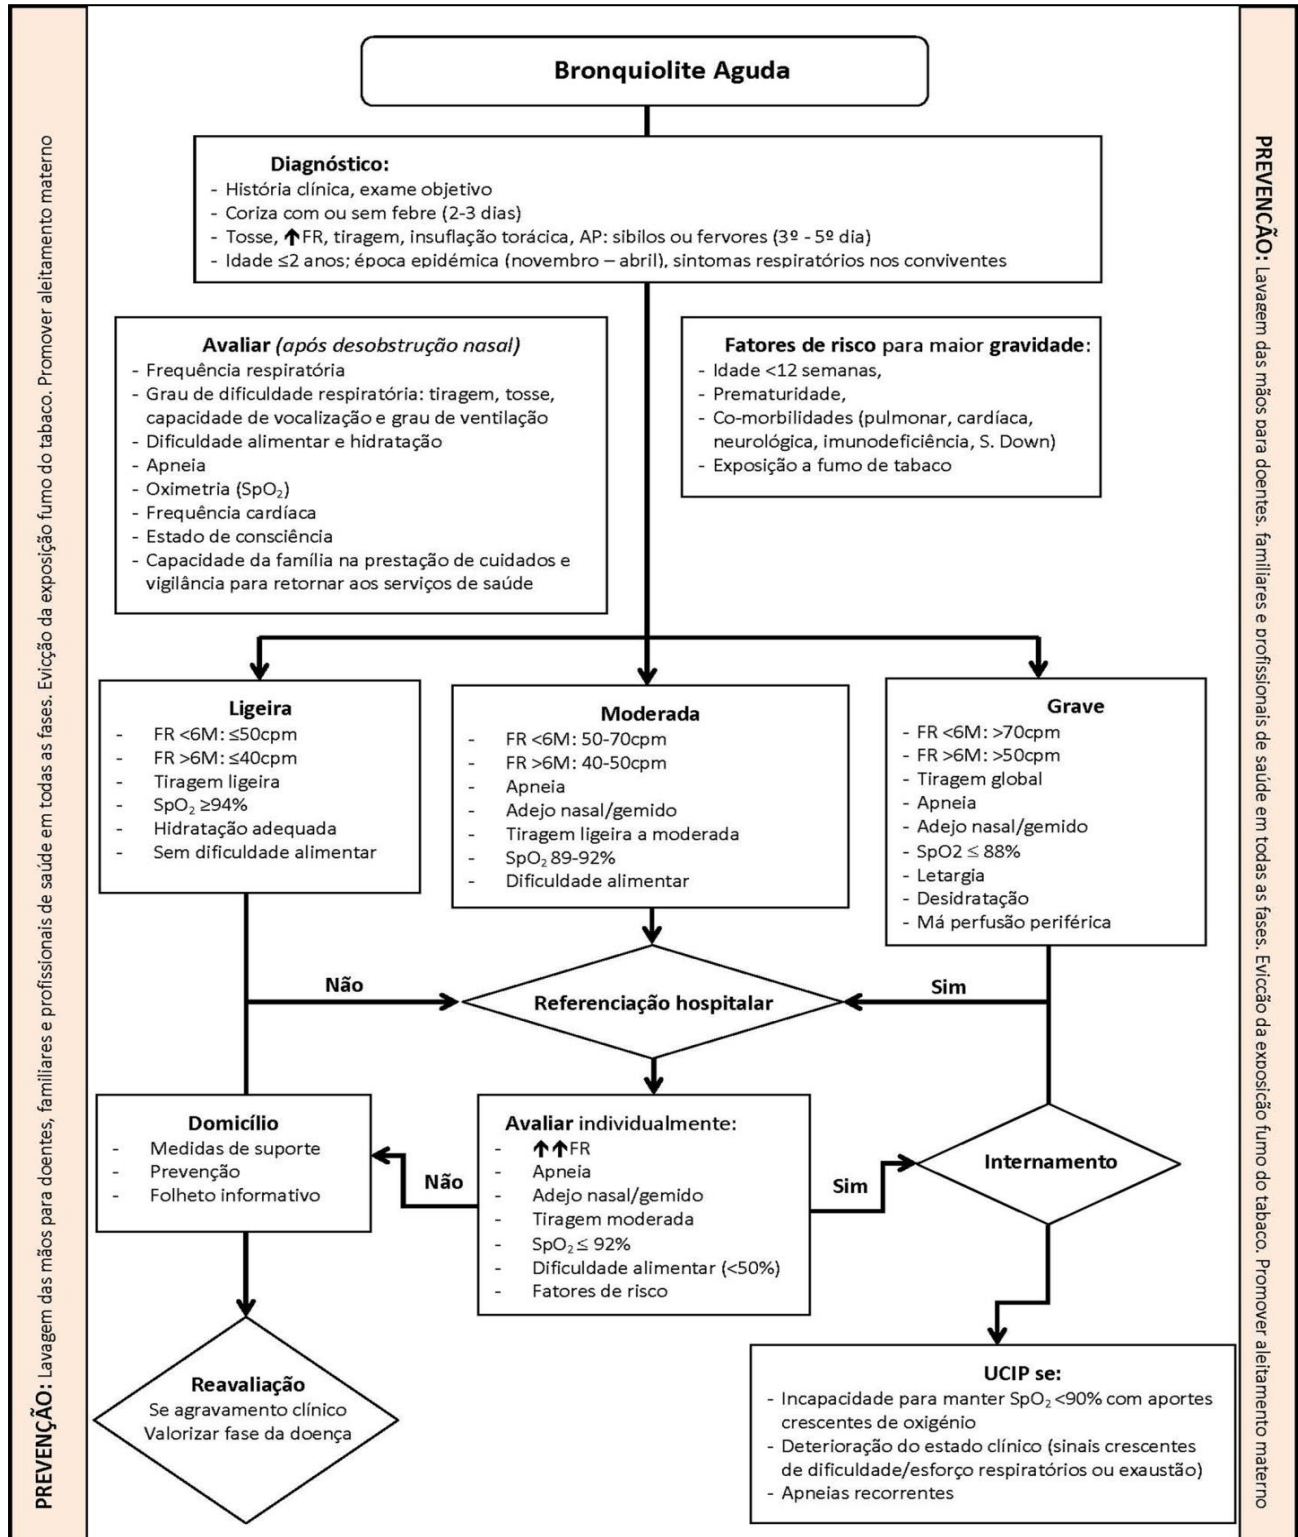 PREVENÇÃO: Lavagem das mãos para doentes, familiares e profissionais de saúde em todas as fases. Evicção da exposição fumo do tabaco. Promover aleitamento materno
Bronquiolite Aguda
Diagnóstico:
- História clínica, exame objetivo
- Coriza com ou sem febre (2-3 dias)
- Tosse, ↑FR, tiragem, insuflação torácica, AP: sibilos ou fervores (3º - 5º dia)
- Idade ≤2 anos; época epidémica (novembro – abril), sintomas respiratórios nos conviventes
Avaliar (após desobstrução nasal)
- Frequência respiratória
- Grau de dificuldade respiratória: tiragem, tosse,
capacidade de vocalização e grau de ventilação
- Dificuldade alimentar e hidratação
- Apneia
- Oximetria (SpO₂)
- Frequência cardíaca
- Estado de consciência
- Capacidade da família na prestação de cuidados e
vigilância para retornar aos serviços de saúde
Fatores de risco para maior gravidade:
- Idade <12 semanas,
- Prematuridade,
- Co-morbilidades (pulmonar, cardíaca,
neurológica, imunodeficiência, S. Down)
- Exposição a fumo de tabaco
Ligeira
- FR <6M: ≤50cpm
- FR >6M: ≤40cpm
- Tiragem ligeira
- SpO₂ ≥94%
- Hidratação adequada
- Sem dificuldade alimentar
Moderada
- FR <6M: 50-70cpm
- FR >6M: 40-50cpm
- Apneia
- Adejo nasal/gemido
- Tiragem ligeira a moderada
- SpO₂ 89-92%
- Dificuldade alimentar
Grave
- FR <6M: >70cpm
- FR >6M: >50cpm
- Tiragem global
- Apneia
- Adejo nasal/gemido
- SpO2 ≤ 88%
- Letargia
- Desidratação
- Má perfusão periférica
Não
Referenciação hospitalar
Sim
Domicílio
- Medidas de suporte
- Prevenção
- Folheto informativo
Não
Avaliar individualmente:
- ↑↑FR
- Apneia
- Adejo nasal/gemido
- Tiragem moderada
- SpO₂ ≤ 92%
- Dificuldade alimentar (<50%)
- Fatores de risco
Sim
Internamento
Reavaliação
Se agravamento clínico
Valorizar fase da doença
UCIP se:
- Incapacidade para manter SpO₂ <90% com aportes
crescentes de oxigénio
- Deterioração do estado clínico (sinais crescentes
de dificuldade/esforço respiratórios ou exaustão)
- Apneias recorrentes
PREVENÇÃO: Lavagem das mãos para doentes, familiares e profissionais de saúde em todas as fases. Evicção da exposição fumo do tabaco. Promover aleitamento materno